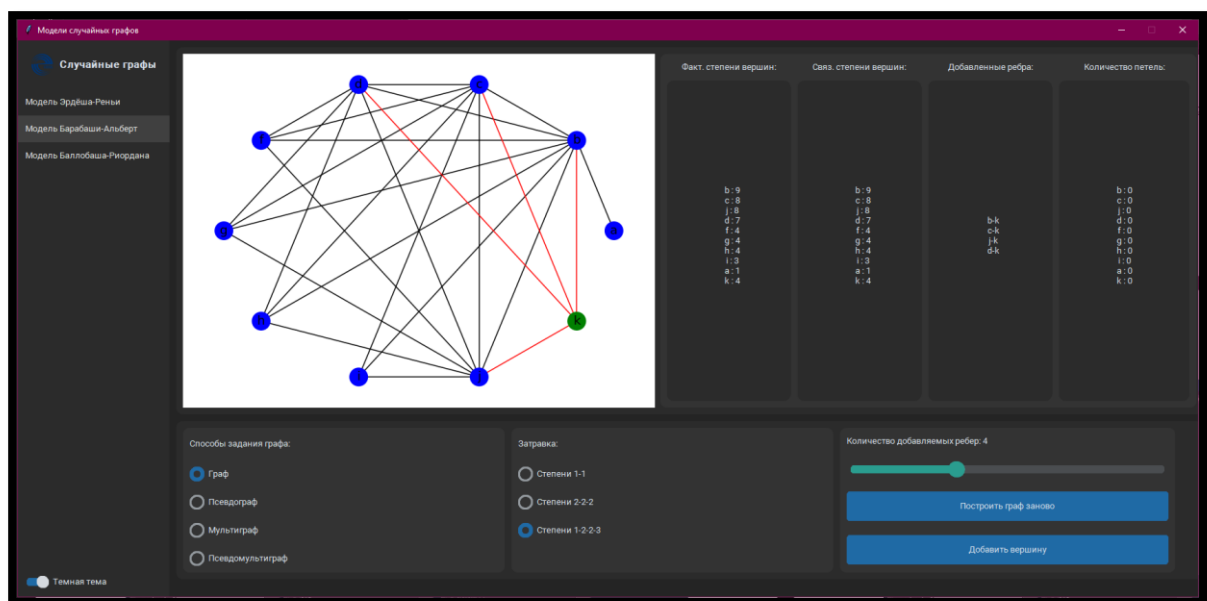 Модели случайных графов
Случайные графы
Модель Эрдёша-Реньи
Модель Барабаши-Альберт
Модель Баллобаша-Риордана
Темная тема
d
c
f
b
g
a
h
k
i
j
Факт. степени вершин:
b:9
c:8
j:8
d:7
f:4
g:4
h:4
i:3
a:1
k:4
Связ. степени вершин:
b:9
c:8
j:8
d:7
f:4
g:4
h:4
i:3
a:1
k:4
Добавленные ребра:
b-k
c-k
j-k
d-k
Количество петель:
b:0
c:0
j:0
d:0
f:0
g:0
h:0
i:0
a:0
k:0
Способы задания графа:
Граф
Псевдограф
Мультиграф
Псевдомультиграф
Затравка:
Степени 1-1
Степени 2-2-2
Степени 1-2-2-3
Количество добавляемых ребер: 4
Построить граф заново
Добавить вершину